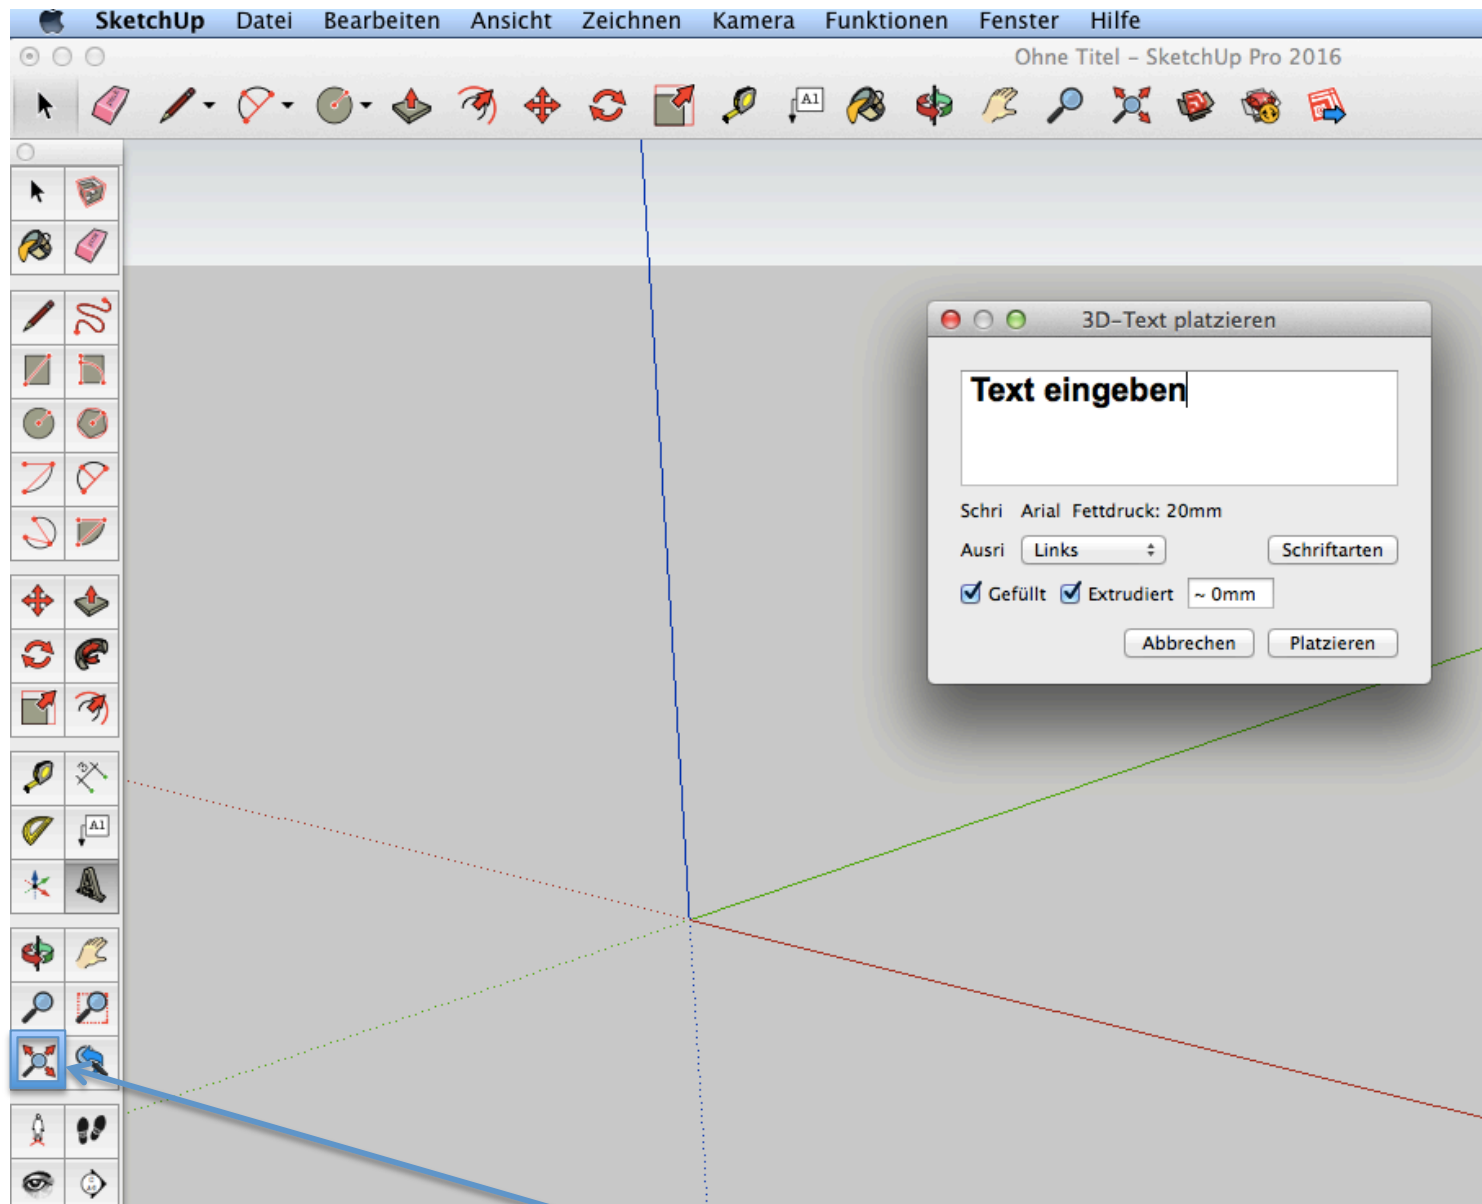 SketchUp Datei Bearbeiten Ansicht Zeichnen Kamera Funktionen Fenster Hilfe
Ohne Titel – SketchUp Pro 2016
A1
3D-Text platzieren
Text eingeben
Schri Arial Fettdruck: 20mm
Ausri Links Schriftarten
Gefüllt Extrudiert ~ 0mm
Abbrechen Platzieren
3
A1